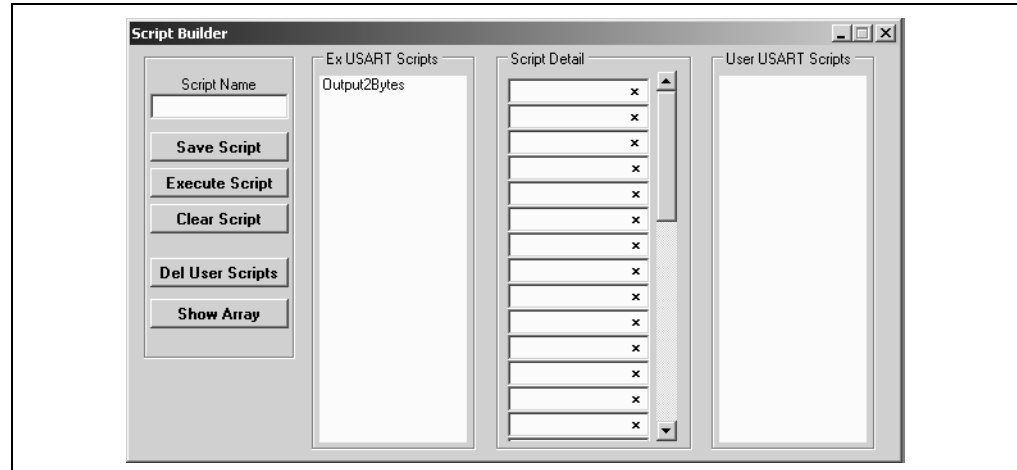 Script Builder
Script Name
Save Script
Execute Script
Clear Script
Del User Scripts
Show Array
Ex USART Scripts
Output2Bytes
Script Detail
x
x
x
x
x
x
x
x
x
x
x
x
x
x
User USART Scripts